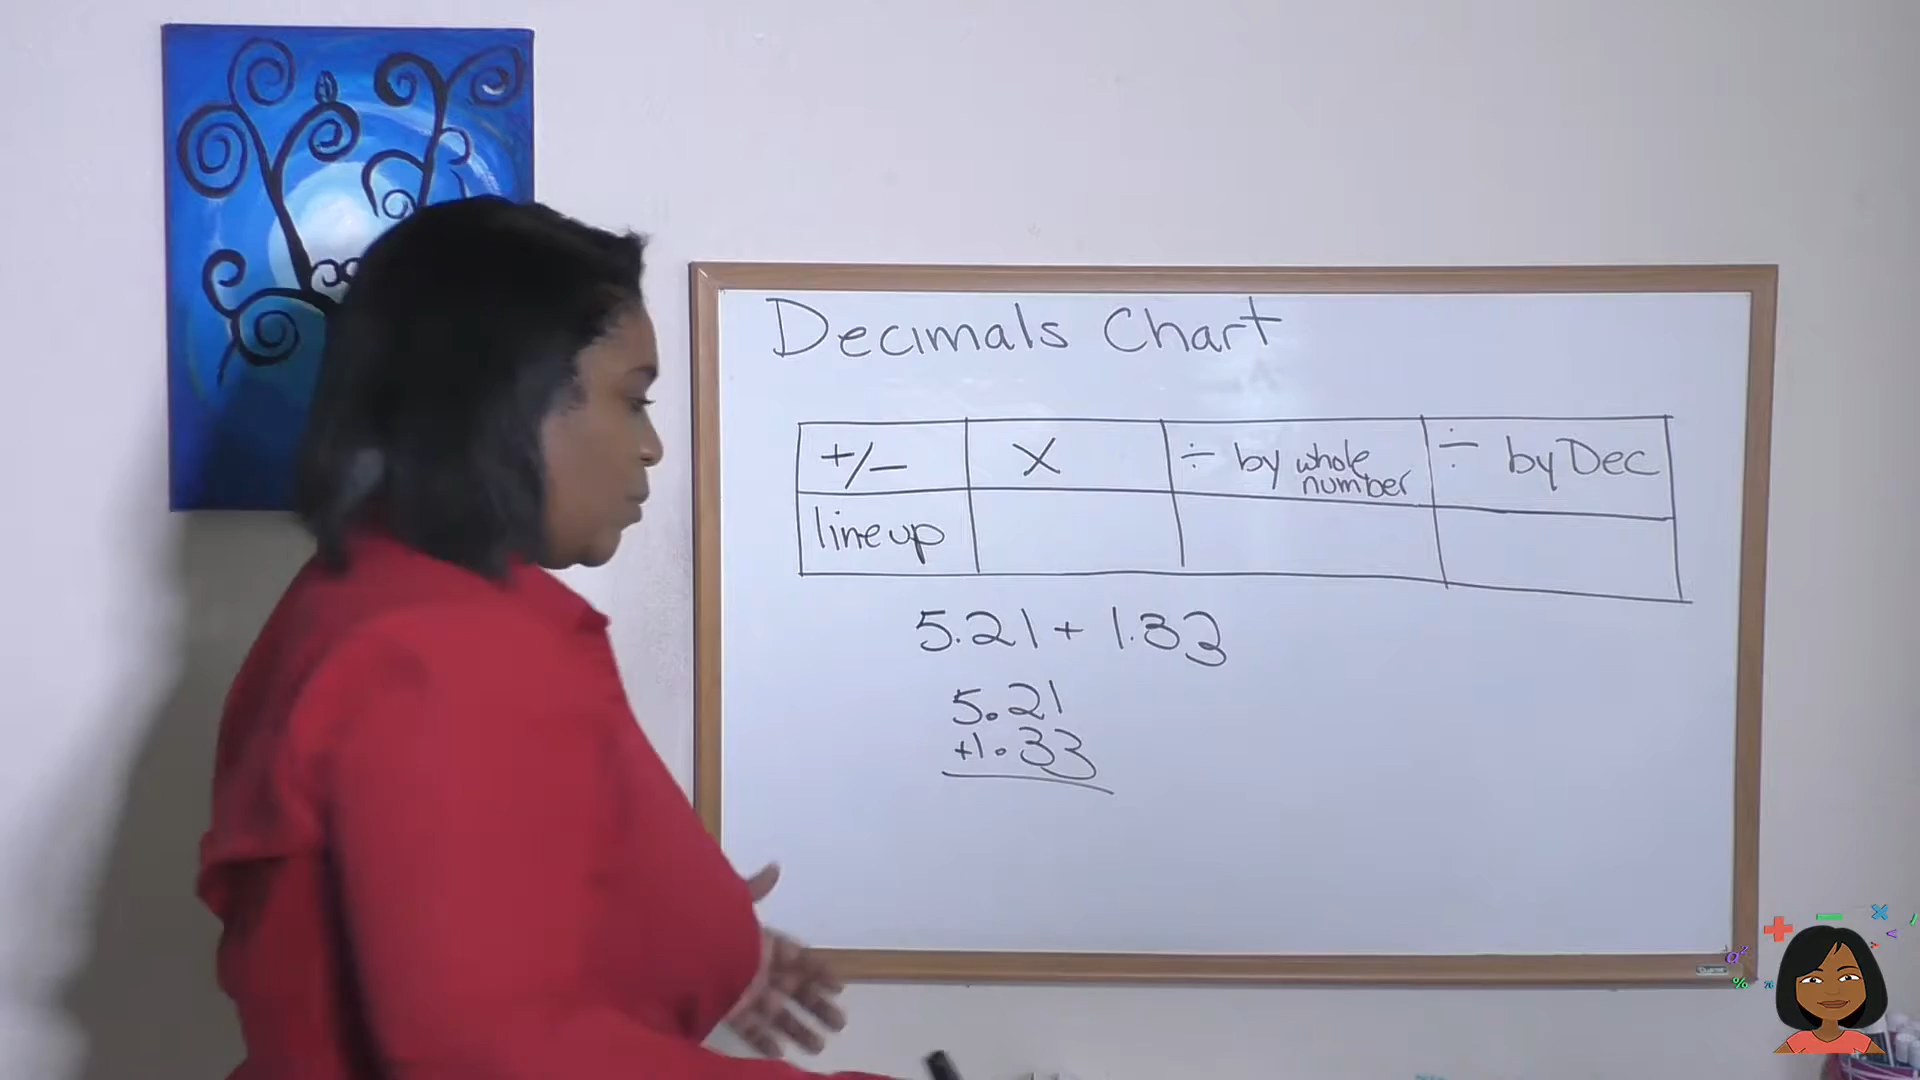 Decimals Chart
+/- X ÷ by whole number ÷ by Dec
line up
5.21 + 1.33
5.21
+1.33